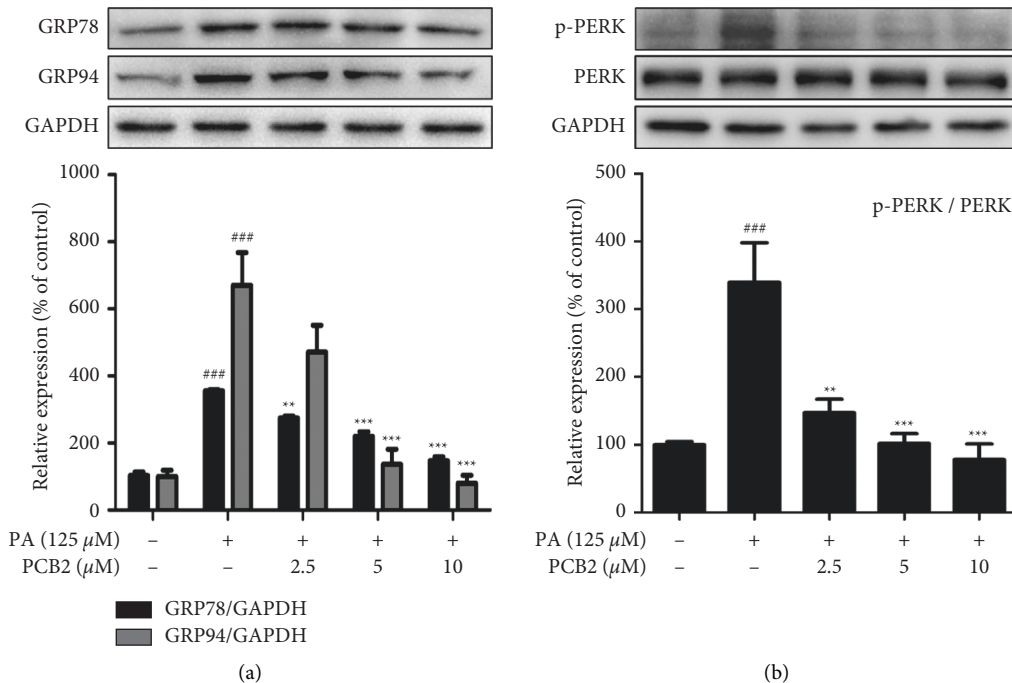 GRP78
GRP94
GAPDH
1000
800
600
400
200
0
Relative expression (% of control)
###
###
**
***
***
***
***
PA (125 µM) – + + + +
PCB2 (µM) – – 2.5 5 10
GRP78/GAPDH
GRP94/GAPDH
(a)
p-PERK
PERK
GAPDH
500
400
300
200
100
0
Relative expression (% of control)
p-PERK / PERK
###
**
***
***
PA (125 µM) – + + + +
PCB2 (µM) – – 2.5 5 10
(b)